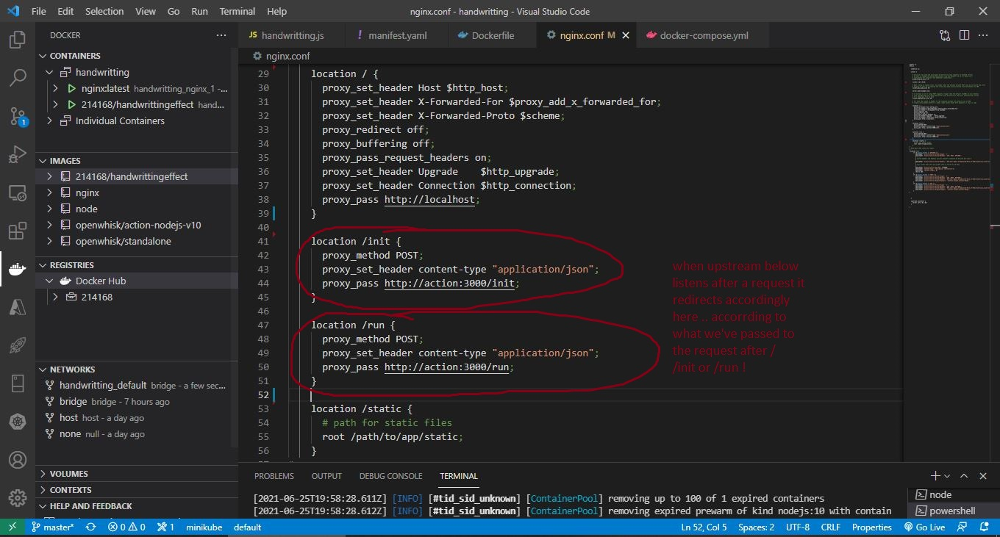 File Edit Selection View Go Run Terminal Help
nginx.conf - handwritting - Visual Studio Code
DOCKER
JS handwritting.js
! manifest.yaml
Dockerfile
nginx.conf M
docker-compose.yml
nginx.conf
CONTAINERS
handwritting
nginx:latest handwritting_nginx_1 -...
214168/handwrittingeffect handw...
Individual Containers
IMAGES
214168/handwrittingeffect
nginx
node
openwhisk/action-nodejs-v10
openwhisk/standalone
REGISTRIES
Docker Hub
214168
NETWORKS
handwritting_default bridge - a few sec...
bridge bridge - 7 hours ago
host host - a day ago
none null - a day ago
VOLUMES
CONTEXTS
HELP AND FEEDBACK
29 location / {
30 proxy_set_header Host $http_host;
31 proxy_set_header X-Forwarded-For $proxy_add_x_forwarded_for;
32 proxy_set_header X-Forwarded-Proto $scheme;
33 proxy_redirect off;
34 proxy_buffering off;
35 proxy_pass_request_headers on;
36 proxy_set_header Upgrade $http_upgrade;
37 proxy_set_header Connection $http_connection;
38 proxy_pass http://localhost;
39 }
40
41 location /init {
42 proxy_method POST;
43 proxy_set_header content-type "application/json";
44 proxy_pass http://action:3000/init;
45 }
46
47 location /run {
48 proxy_method POST;
49 proxy_set_header content-type "application/json";
50 proxy_pass http://action:3000/run;
51 }
52
53 location /static {
54 # path for static files
55 root /path/to/app/static;
56 }
when upstream below
listens after a request it
redirects accordingly
here .. accorrding to
what we've passed to
the request after /
/init or /run !
PROBLEMS OUTPUT DEBUG CONSOLE TERMINAL
[2021-06-25T19:58:28.611Z] [INFO] [#tid_sid_unknown] [ContainerPool] removing up to 100 of 1 expired containers
[2021-06-25T19:58:28.612Z] [INFO] [#tid_sid_unknown] [ContainerPool] removing expired prewarm of kind nodejs:10 with contain
node
powershell
1
master* 0 0 1 minikube default
Ln 52, Col 5 Spaces: 2 UTF-8 CRLF Properties Go Live